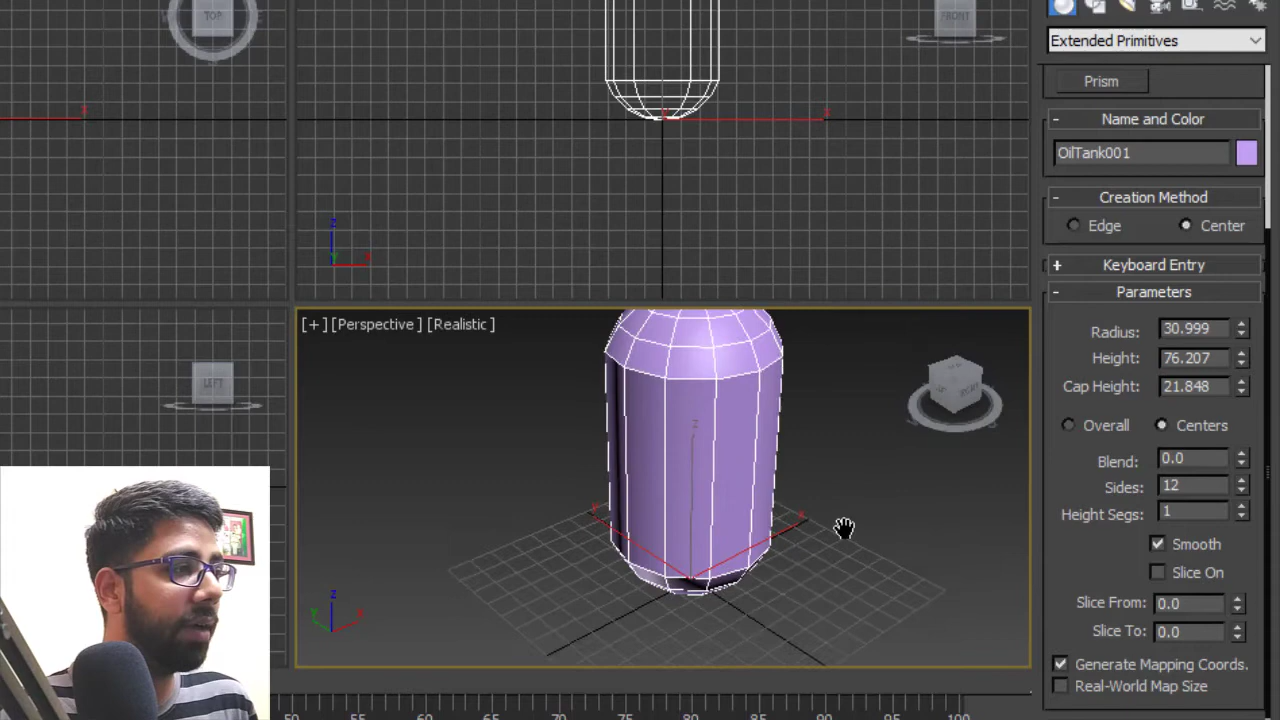 TOP
FRONT
Extended Primitives
Prism
- Name and Color
OilTank001
- Creation Method
Edge
Center
+ Keyboard Entry
- Parameters
Radius: 30.999
Height: 76.207
Cap Height: 21.848
Overall
Centers
Blend: 0.0
Sides: 12
Height Segs: 1
Smooth
Slice On
Slice From: 0.0
Slice To: 0.0
Generate Mapping Coords.
Real-World Map Size
[+] [Perspective] [Realistic]
LEFT
x
x
z
y
x
z
y
x
z
y
x
50 55 60 65 70 75 80 85 90 95 100